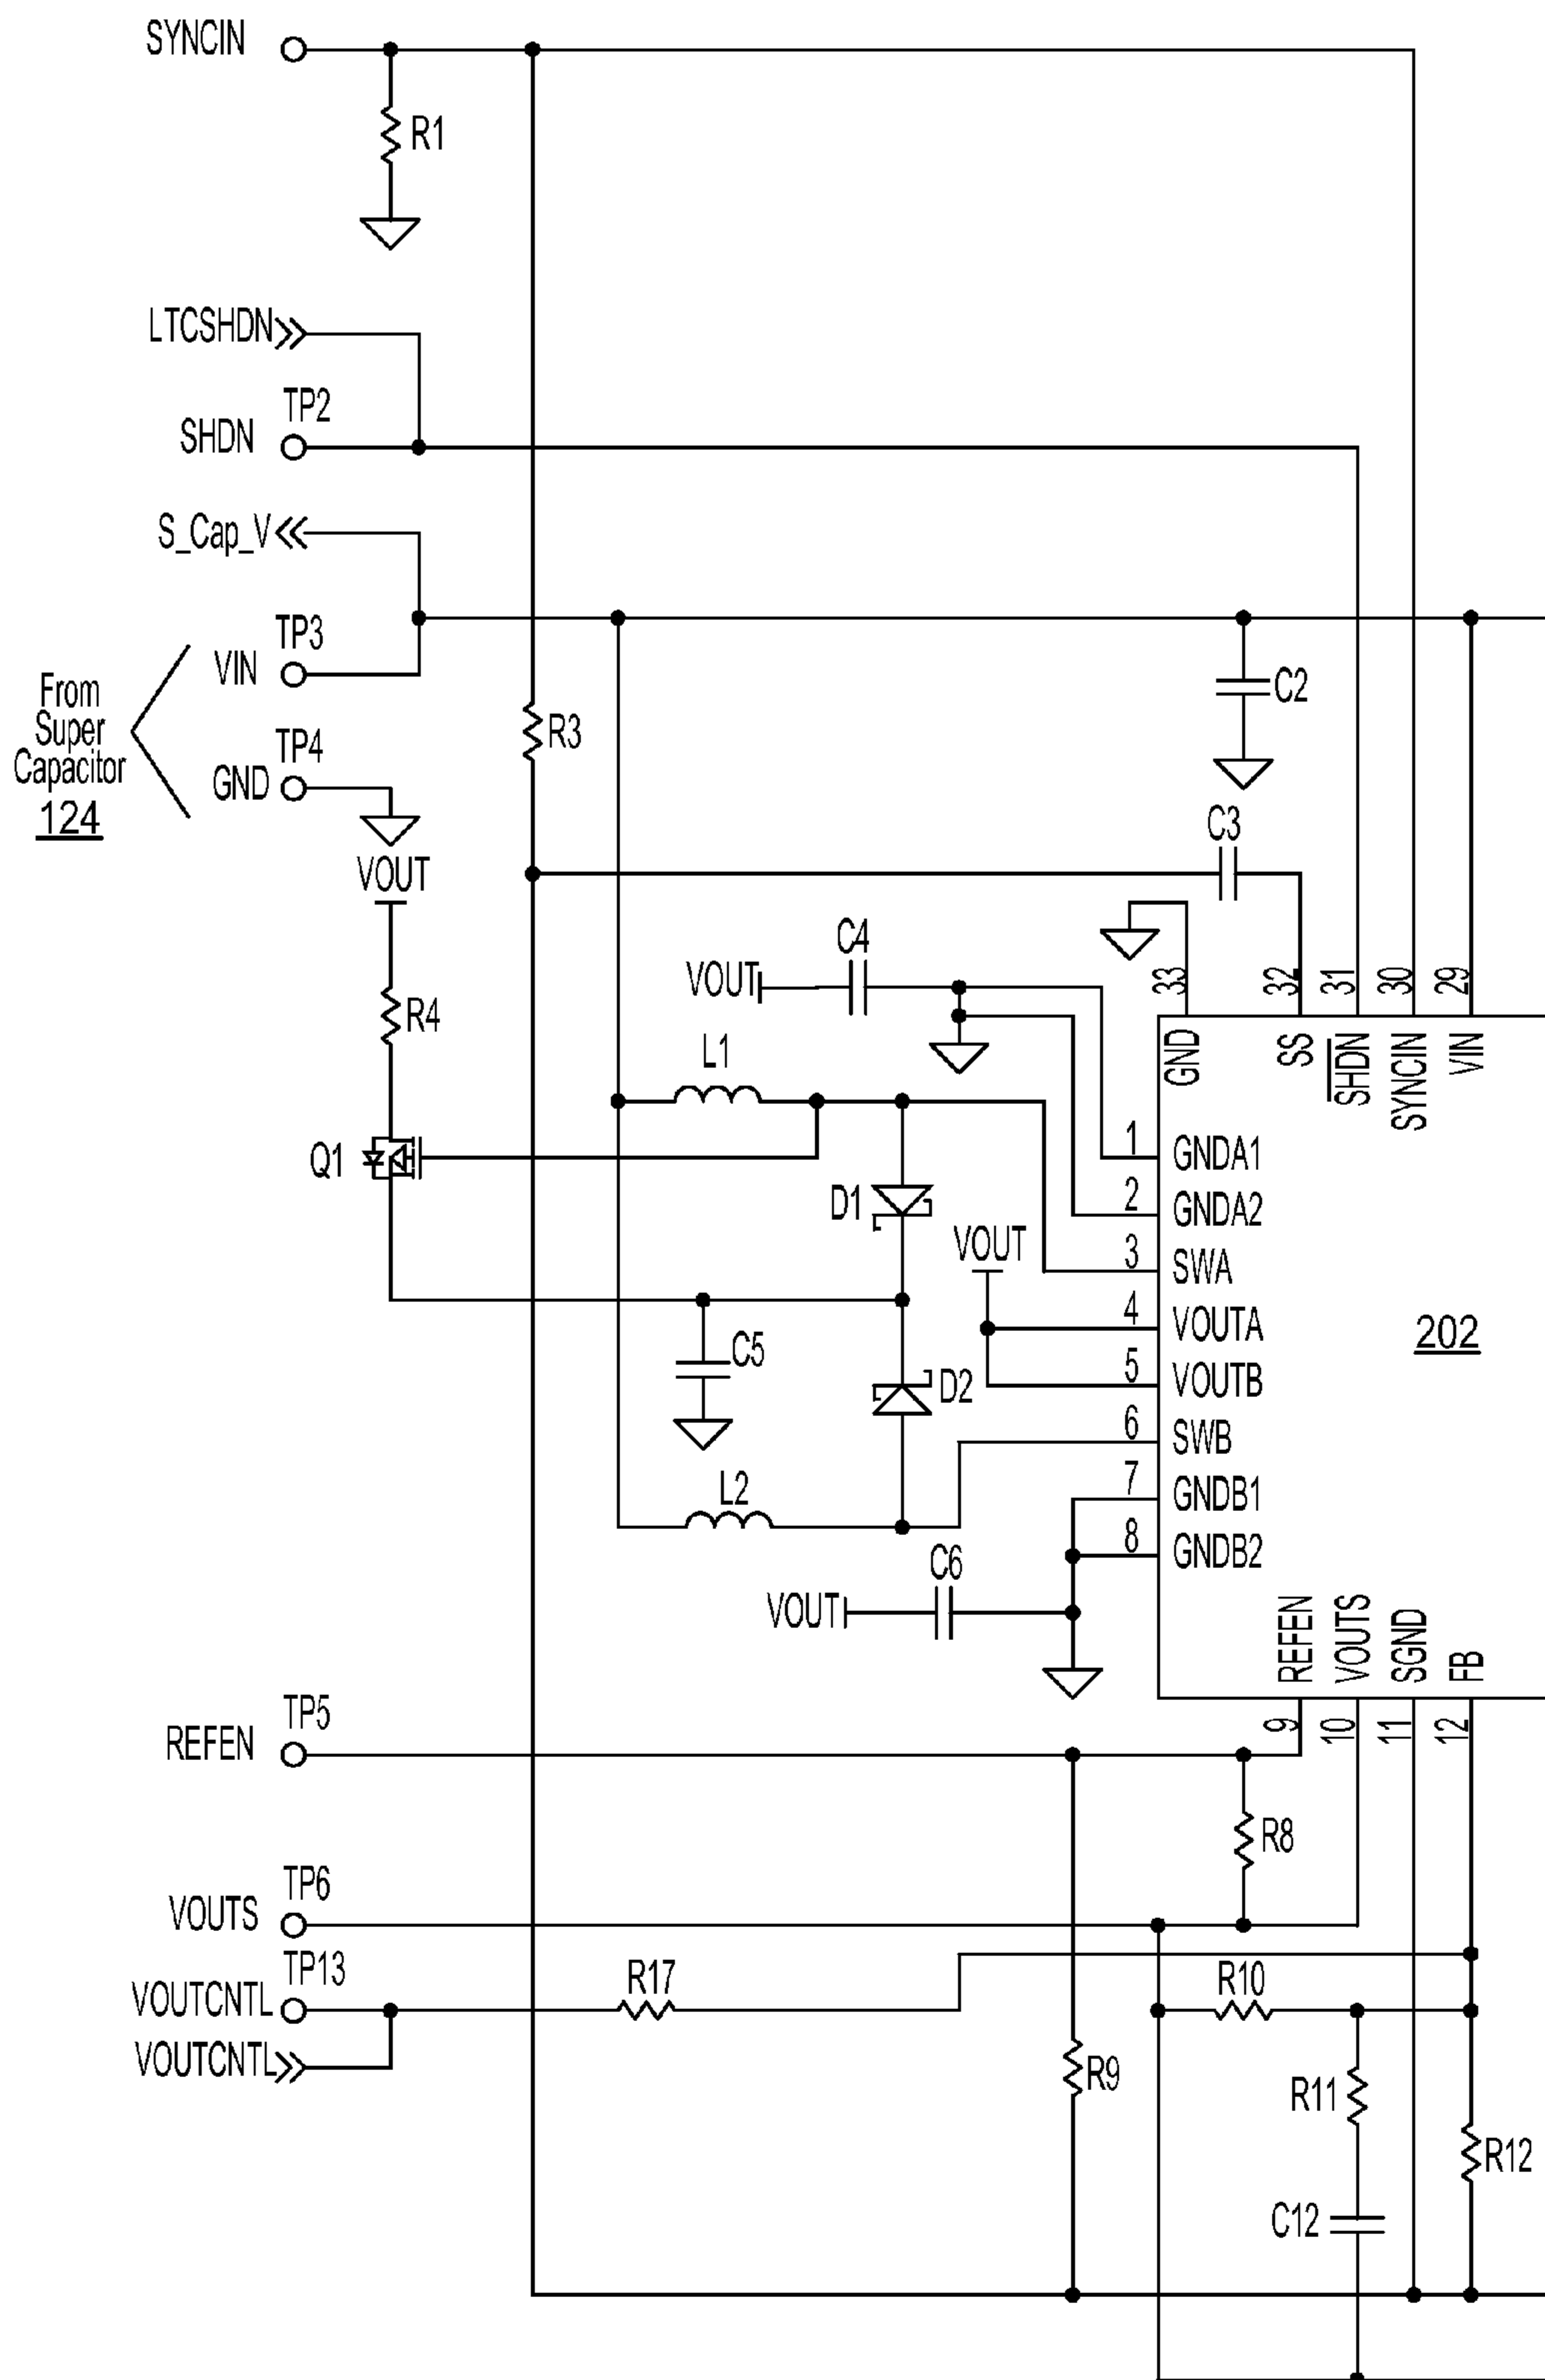 SYNCIN
R1
LTCSHDN
TP2
SHDN
S_Cap_V
TP3
VIN
From
Super
Capacitor
124
TP4
GND
R3
C2
VOUT
C3
R4
C4
VOUT
L1
33
32
31
30
29
GND
SS
SHDN
SYNCIN
VIN
Q1
D1
1
GNDA1
2
GNDA2
VOUT
3
SWA
4
VOUTA
5
VOUTB
6
SWB
7
GNDB1
8
GNDB2
202
C5
D2
L2
C6
VOUT
REFEN
VOUTS
SGND
FB
9
10
11
12
TP5
REFEN
R8
TP6
VOUTS
TP13
VOUTCNTL
R17
R10
VOUTCNTL
R9
R11
R12
C12